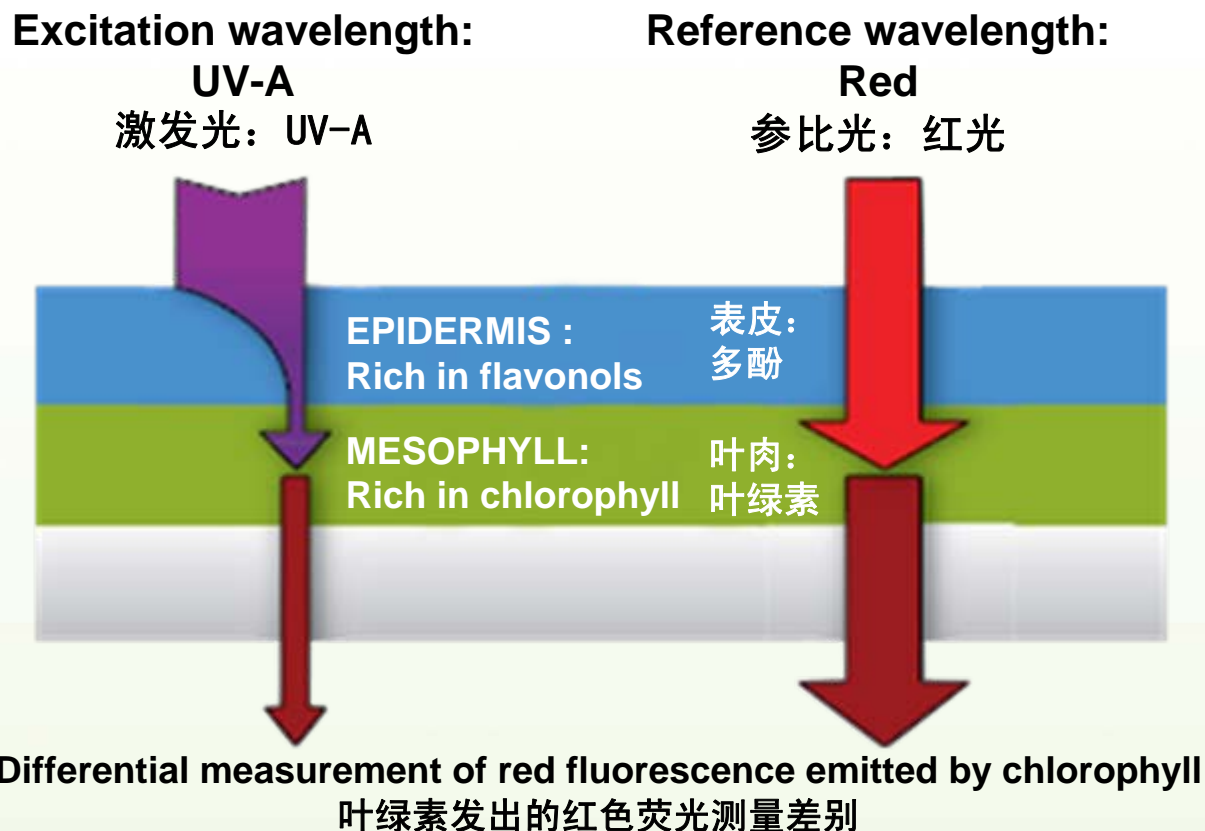 Excitation wavelength:
UV-A
激发光：UV-A
Reference wavelength:
Red
参比光：红光
EPIDERMIS :
Rich in flavonols
表皮：
多酚
MESOPHYLL:
Rich in chlorophyll
叶肉：
叶绿素
Differential measurement of red fluorescence emitted by chlorophyll
叶绿素发出的红色荧光测量差别